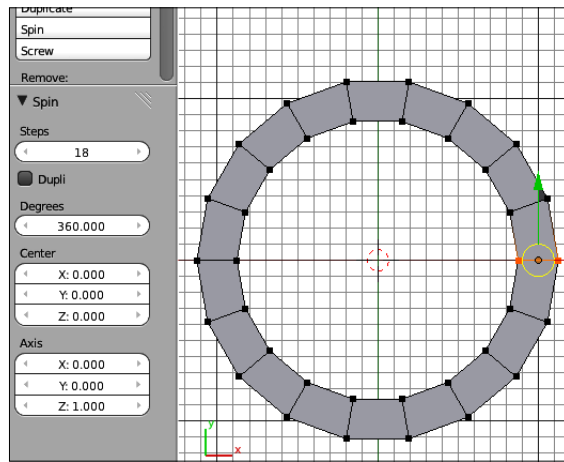 Duplicate
Spin
Screw
Remove:
Spin
Steps
18
Dupli
Degrees
360.000
Center
X: 0.000
Y: 0.000
Z: 0.000
Axis
X: 0.000
Y: 0.000
Z: 1.000
y
x